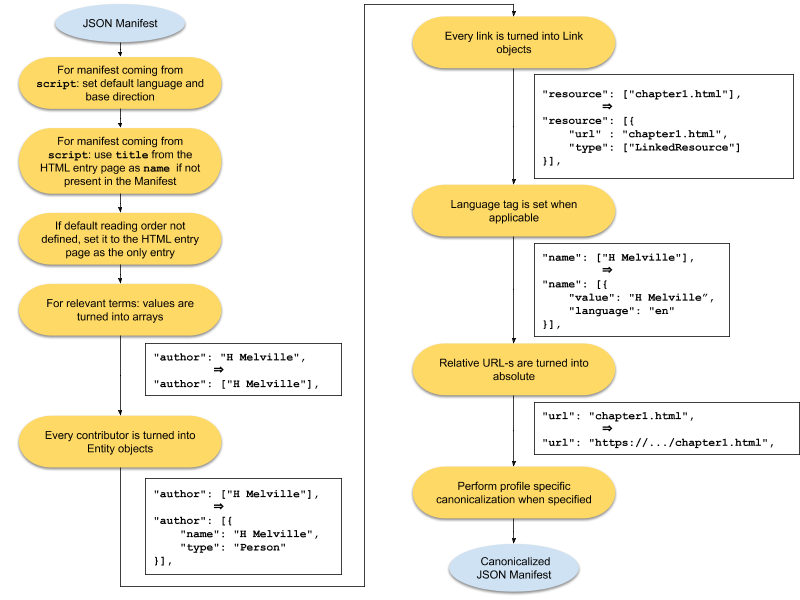 JSON Manifest
For manifest coming from
script: set default language and
base direction
For manifest coming from
script: use title from the
HTML entry page as name if not
present in the Manifest
If default reading order not
defined, set it to the HTML entry
page as the only entry
For relevant terms: values are
turned into arrays
"author": "H Melville",
⇒
"author": ["H Melville"],
Every contributor is turned into
Entity objects
"author": ["H Melville"],
⇒
"author": [{
"name": "H Melville",
"type": "Person"
}],
Every link is turned into Link
objects
"resource": ["chapter1.html"],
⇒
"resource": [{
"url" : "chapter1.html",
"type": ["LinkedResource"]
}],
Language tag is set when
applicable
"name": ["H Melville"],
⇒
"name": [{
"value": "H Melville”,
"language": "en"
}],
Relative URL-s are turned into
absolute
"url": "chapter1.html",
⇒
"url": "https://.../chapter1.html",
Perform profile specific
canonicalization when specified
Canonicalized
JSON Manifest